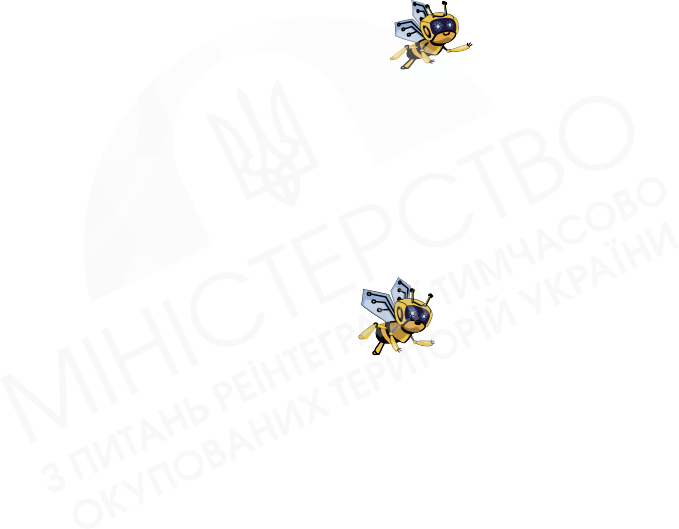 МІНІСТЕРСТВО
З ПИТАНЬ РЕІНТЕГРАЦІЇ ТИМЧАСОВО
ОКУПОВАНИХ ТЕРИТОРІЙ УКРАЇНИ